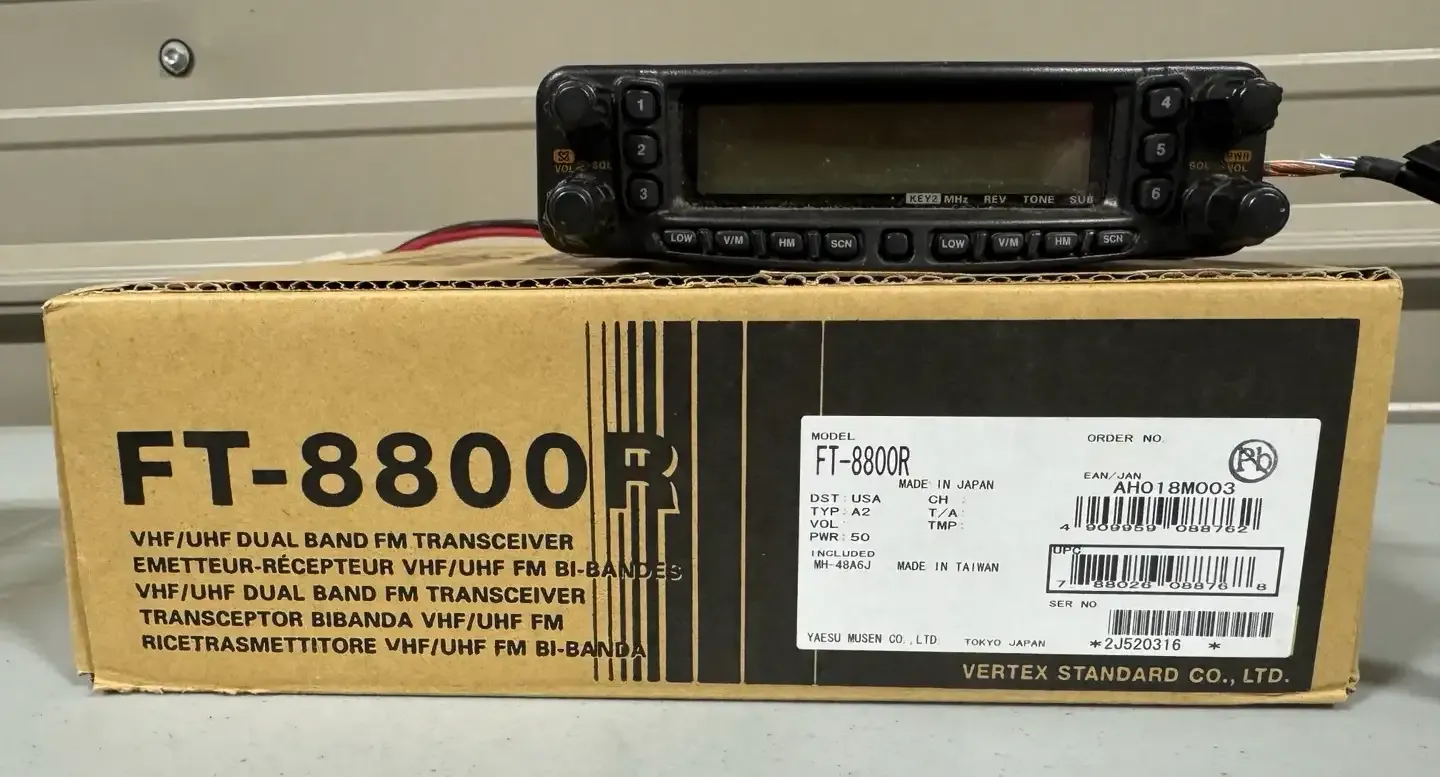 1
4
2
5
3
6
VOL SQL
SQL VOL
KEY2 MHz REV TONE SUB
LOW V/M HM SCN LOW V/M HM SCN
FT-8800R
VHF/UHF DUAL BAND FM TRANSCEIVER
EMETTEUR-RÉCEPTEUR VHF/UHF FM BI-BANDES
VHF/UHF DUAL BAND FM TRANSCEIVER
TRANSCEPTOR BIBANDA VHF/UHF FM
RICETRASMETTITORE VHF/UHF FM BI-BANDA
MODEL
FT-8800R
MADE IN JAPAN
DST : USA CH :
TYP : A2 T/A :
VOL : TMP :
PWR : 50
INCLUDED
MH-48A6J MADE IN TAIWAN
YAESU MUSEN CO., LTD. TOKYO JAPAN
ORDER NO.
Pb
EAN/JAN
AH018M003
4 909959 088762
UPC
7 88026 08876 8
SER NO
*2J520316 *
VERTEX STANDARD CO., LTD.